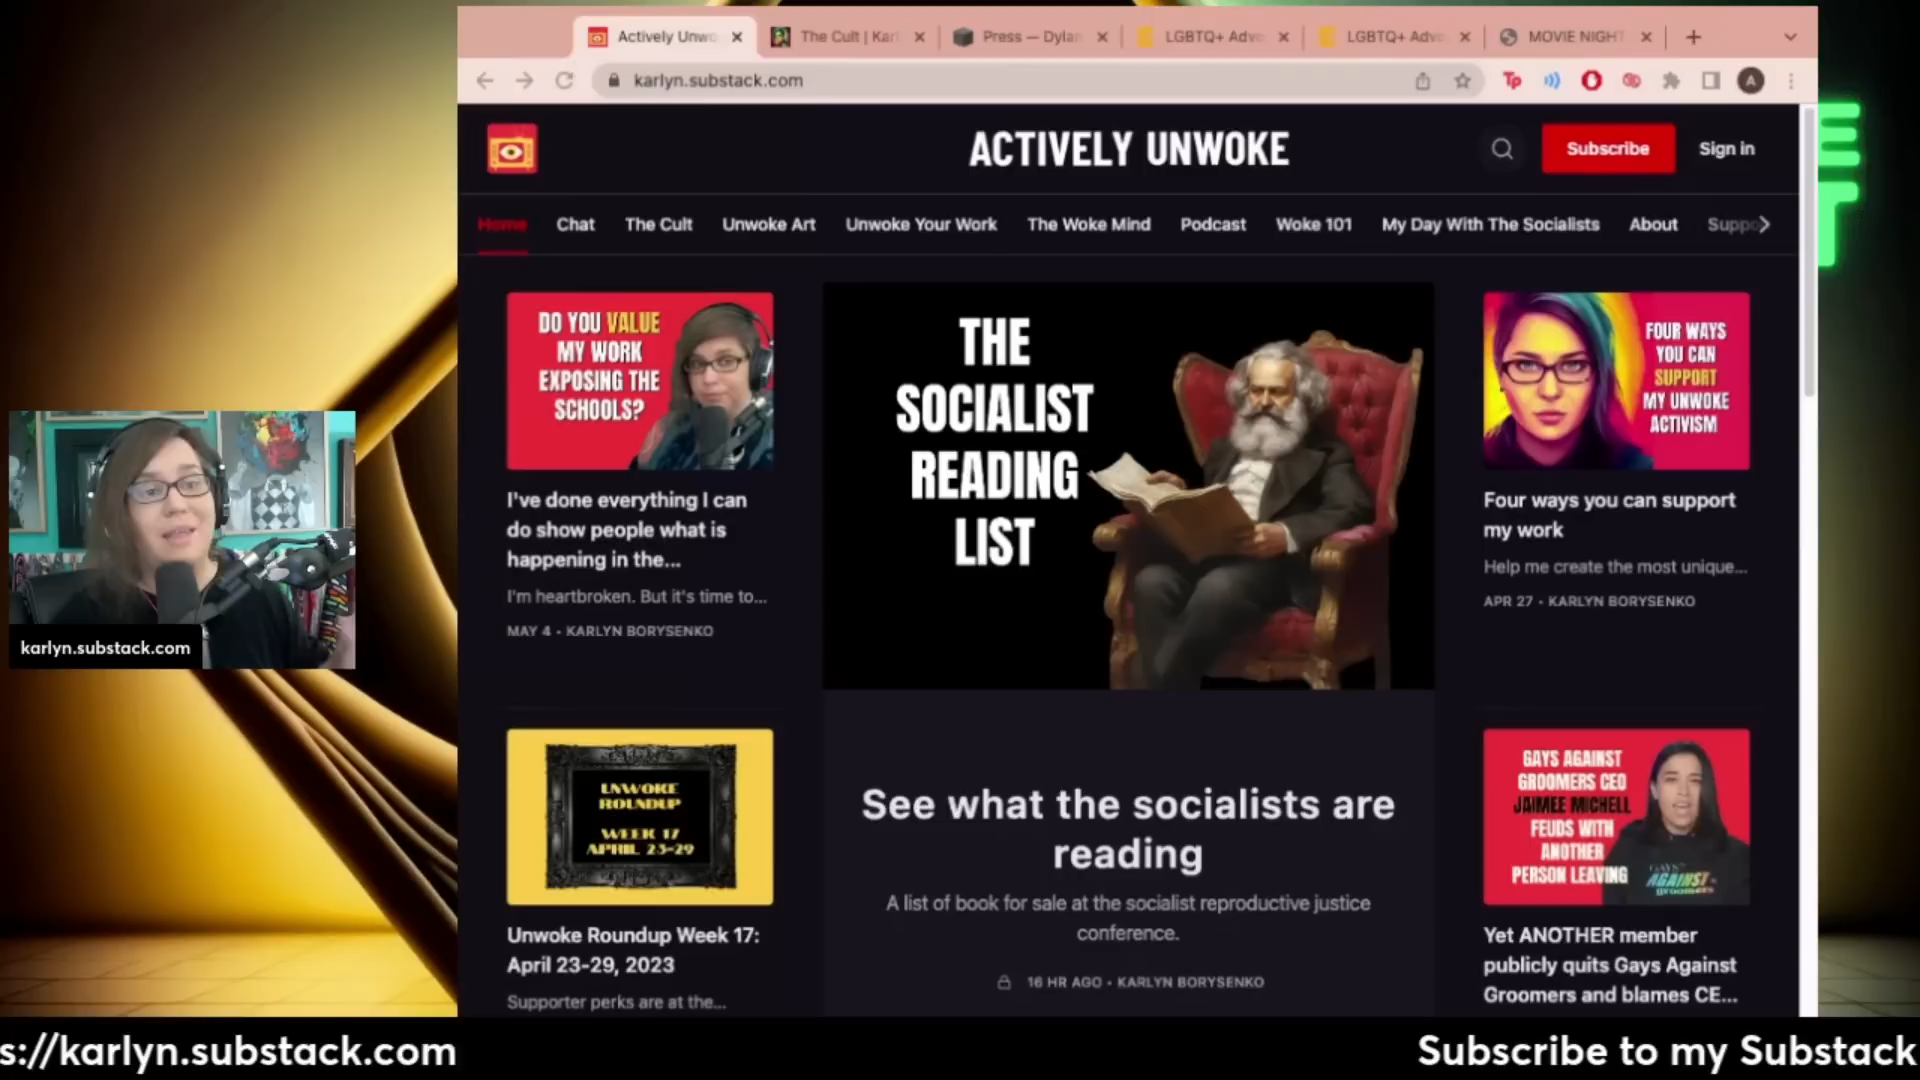 Actively Unwo
The Cult | Karl
Press — Dylan
LGBTQ+ Advo
LGBTQ+ Advo
MOVIE NIGHT
karlyn.substack.com
Tp
A
ACTIVELY UNWOKE
Subscribe
Sign in
Home
Chat
The Cult
Unwoke Art
Unwoke Your Work
The Woke Mind
Podcast
Woke 101
My Day With The Socialists
About
Suppo
DO YOU VALUE
MY WORK
EXPOSING THE
SCHOOLS?
I've done everything I can
do show people what is
happening in the...
I'm heartbroken. But it's time to...
MAY 4 • KARLYN BORYSENKO
UNWOKE
ROUNDUP
WEEK 17
APRIL 23-29
Unwoke Roundup Week 17:
April 23-29, 2023
Supporter perks are at the...
THE
SOCIALIST
READING
LIST
See what the socialists are
reading
A list of book for sale at the socialist reproductive justice
conference.
16 HR AGO • KARLYN BORYSENKO
FOUR WAYS
YOU CAN
SUPPORT
MY UNWOKE
ACTIVISM
Four ways you can support
my work
Help me create the most unique...
APR 27 • KARLYN BORYSENKO
GAYS AGAINST
GROOMERS CEO
JAIMEE MICHELL
FEUDS WITH
ANOTHER
PERSON LEAVING
GAYS
AGAINST
GROOMERS
Yet ANOTHER member
publicly quits Gays Against
Groomers and blames CE...
karlyn.substack.com
s://karlyn.substack.com
Subscribe to my Substack